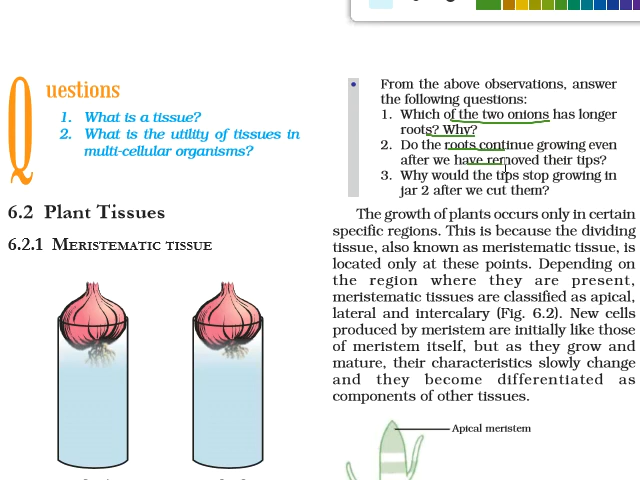 Questions
1. What is a tissue?
2. What is the utility of tissues in
multi-cellular organisms?
6.2 Plant Tissues
6.2.1 MERISTEMATIC TISSUE
• From the above observations, answer
the following questions:
1. Which of the two onions has longer
roots? Why?
2. Do the roots continue growing even
after we have removed their tips?
3. Why would the tips stop growing in
jar 2 after we cut them?
The growth of plants occurs only in certain
specific regions. This is because the dividing
tissue, also known as meristematic tissue, is
located only at these points. Depending on
the region where they are present,
meristematic tissues are classified as apical,
lateral and intercalary (Fig. 6.2). New cells
produced by meristem are initially like those
of meristem itself, but as they grow and
mature, their characteristics slowly change
and they become differentiated as
components of other tissues.
Apical meristem